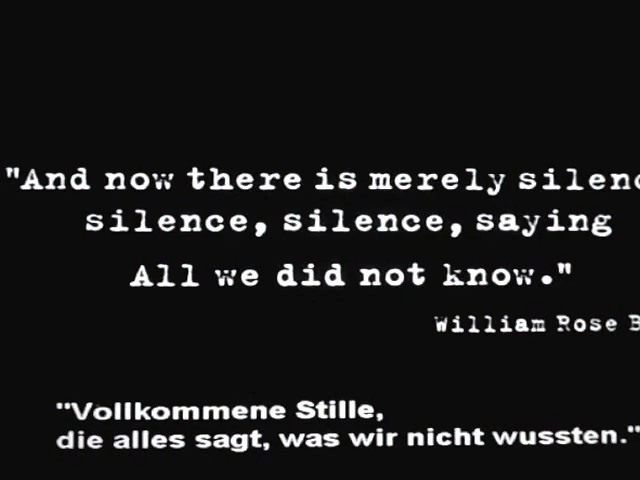 "And now there is merely silenc
silence, silence, saying
All we did not know."
William Rose B
"Vollkommene Stille,
die alles sagt, was wir nicht wussten."